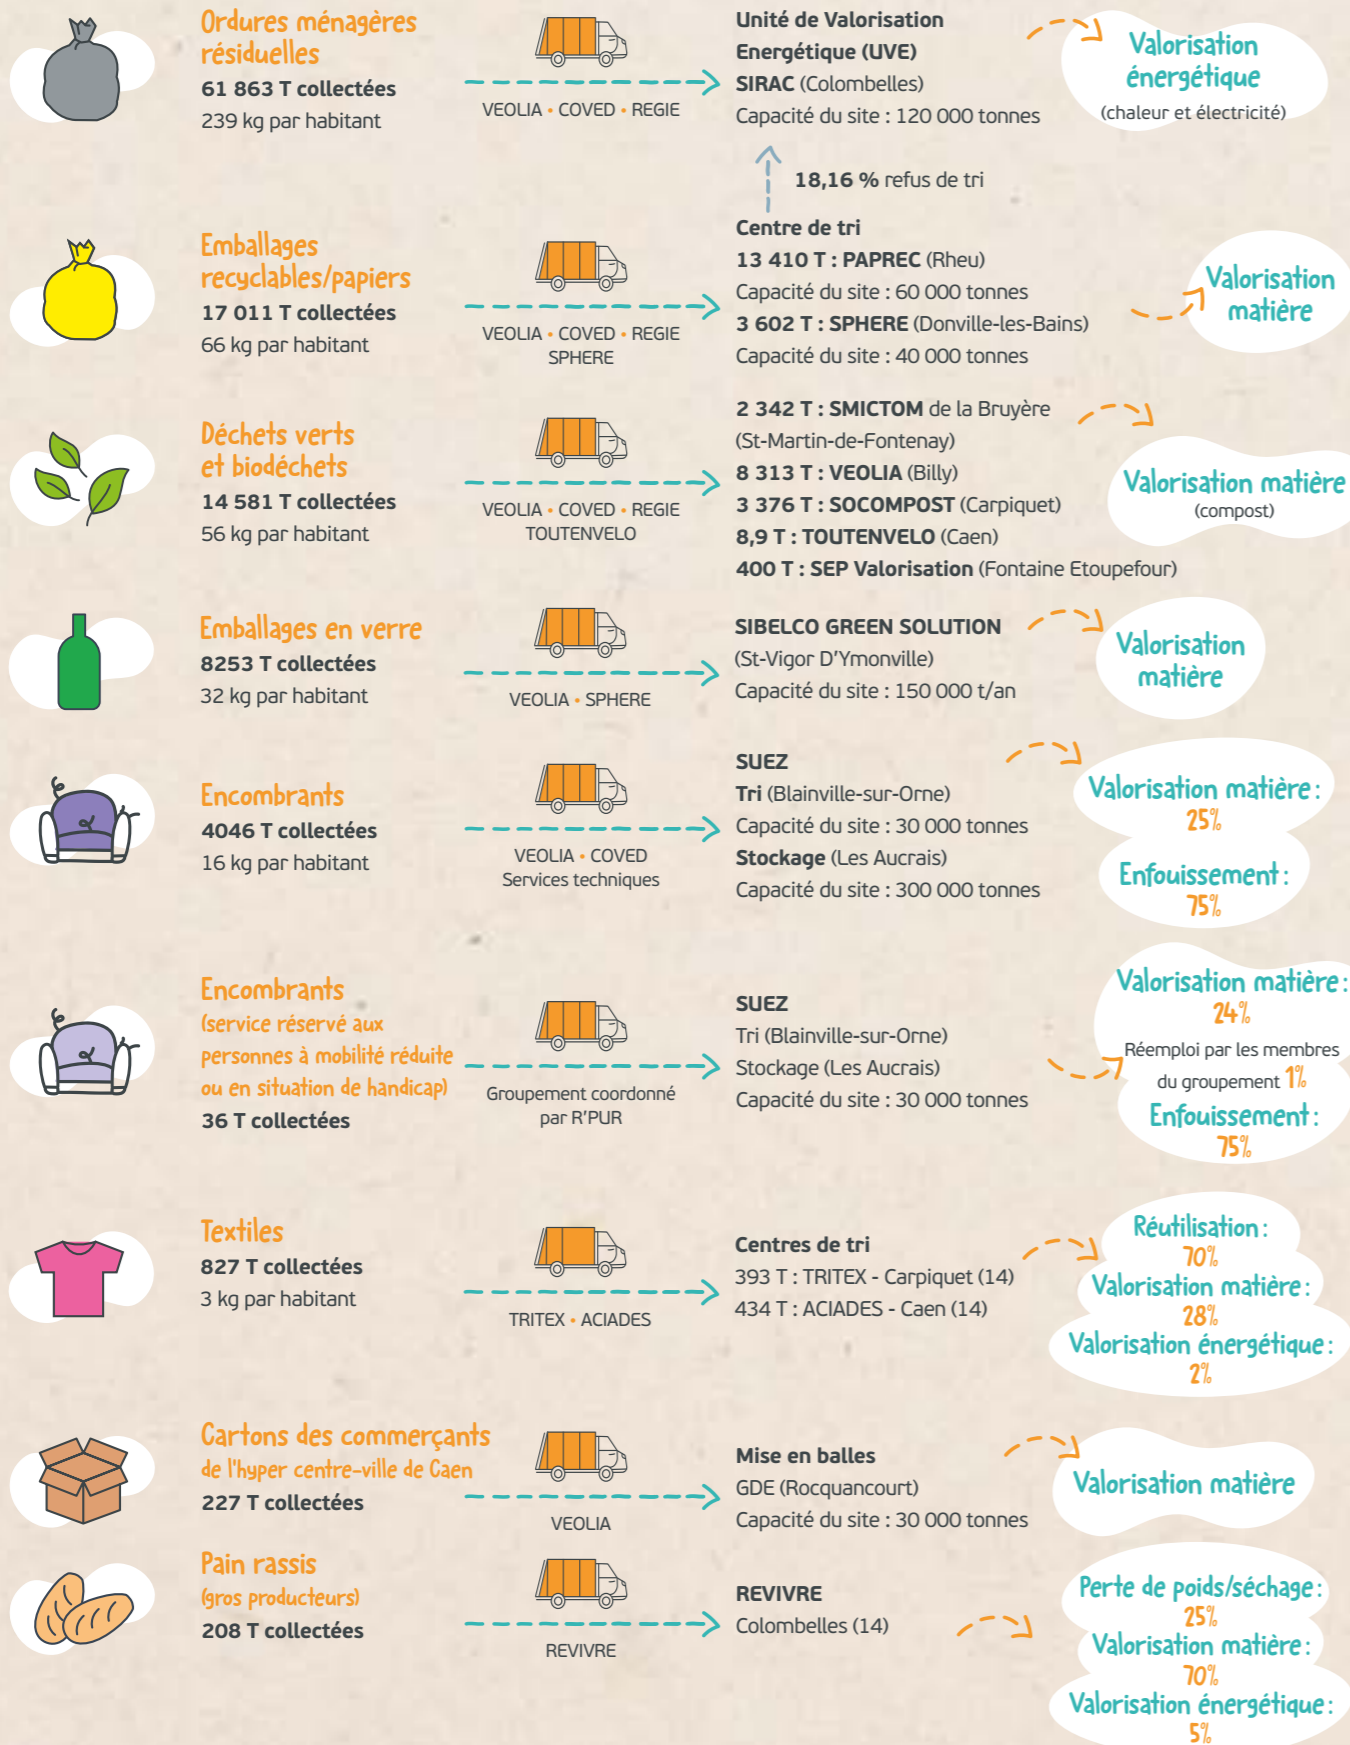 Ordures ménagères
résiduelles
61 863 T collectées
239 kg par habitant
VEOLIA • COVED • REGIE
Unité de Valorisation
Energétique (UVE)
SIRAC (Colombelles)
Capacité du site : 120 000 tonnes
Valorisation
énergétique
(chaleur et électricité)
18,16 % refus de tri
Emballages
recyclables/papiers
17 011 T collectées
66 kg par habitant
VEOLIA • COVED • REGIE
SPHERE
Centre de tri
13 410 T : PAPREC (Rheu)
Capacité du site : 60 000 tonnes
3 602 T : SPHERE (Donville-les-Bains)
Capacité du site : 40 000 tonnes
Valorisation
matière
Déchets verts
et biodéchets
14 581 T collectées
56 kg par habitant
VEOLIA • COVED • REGIE
TOUTENVELO
2 342 T : SMICTOM de la Bruyère
(St-Martin-de-Fontenay)
8 313 T : VEOLIA (Billy)
3 376 T : SOCOMPOST (Carpiquet)
8,9 T : TOUTENVELO (Caen)
400 T : SEP Valorisation (Fontaine Etoupefour)
Valorisation matière
(compost)
Emballages en verre
8253 T collectées
32 kg par habitant
VEOLIA • SPHERE
SIBELCO GREEN SOLUTION
(St-Vigor D'Ymonville)
Capacité du site : 150 000 t/an
Valorisation
matière
Encombrants
4046 T collectées
16 kg par habitant
VEOLIA • COVED
Services techniques
SUEZ
Tri (Blainville-sur-Orne)
Capacité du site : 30 000 tonnes
Stockage (Les Aucrais)
Capacité du site : 300 000 tonnes
Valorisation matière :
25%
Enfouissement :
75%
Encombrants
(service réservé aux
personnes à mobilité réduite
ou en situation de handicap)
36 T collectées
Groupement coordonné
par R'PUR
SUEZ
Tri (Blainville-sur-Orne)
Stockage (Les Aucrais)
Capacité du site : 30 000 tonnes
Valorisation matière :
24%
Réemploi par les membres
du groupement 1%
Enfouissement :
75%
Textiles
827 T collectées
3 kg par habitant
TRITEX • ACIADES
Centres de tri
393 T : TRITEX - Carpiquet (14)
434 T : ACIADES - Caen (14)
Réutilisation :
70%
Valorisation matière :
28%
Valorisation énergétique :
2%
Cartons des commerçants
de l'hyper centre-ville de Caen
227 T collectées
VEOLIA
Mise en balles
GDE (Rocquancourt)
Capacité du site : 30 000 tonnes
Valorisation matière
Pain rassis
(gros producteurs)
208 T collectées
REVIVRE
REVIVRE
Colombelles (14)
Perte de poids/séchage :
25%
Valorisation matière :
70%
Valorisation énergétique :
5%